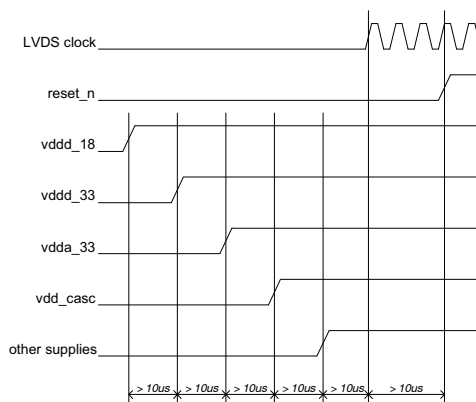 LVDS clock
reset_n
vddd_18
vddd_33
vdda_33
vdd_casc
other supplies
> 10us > 10us > 10us > 10us > 10us > 10us